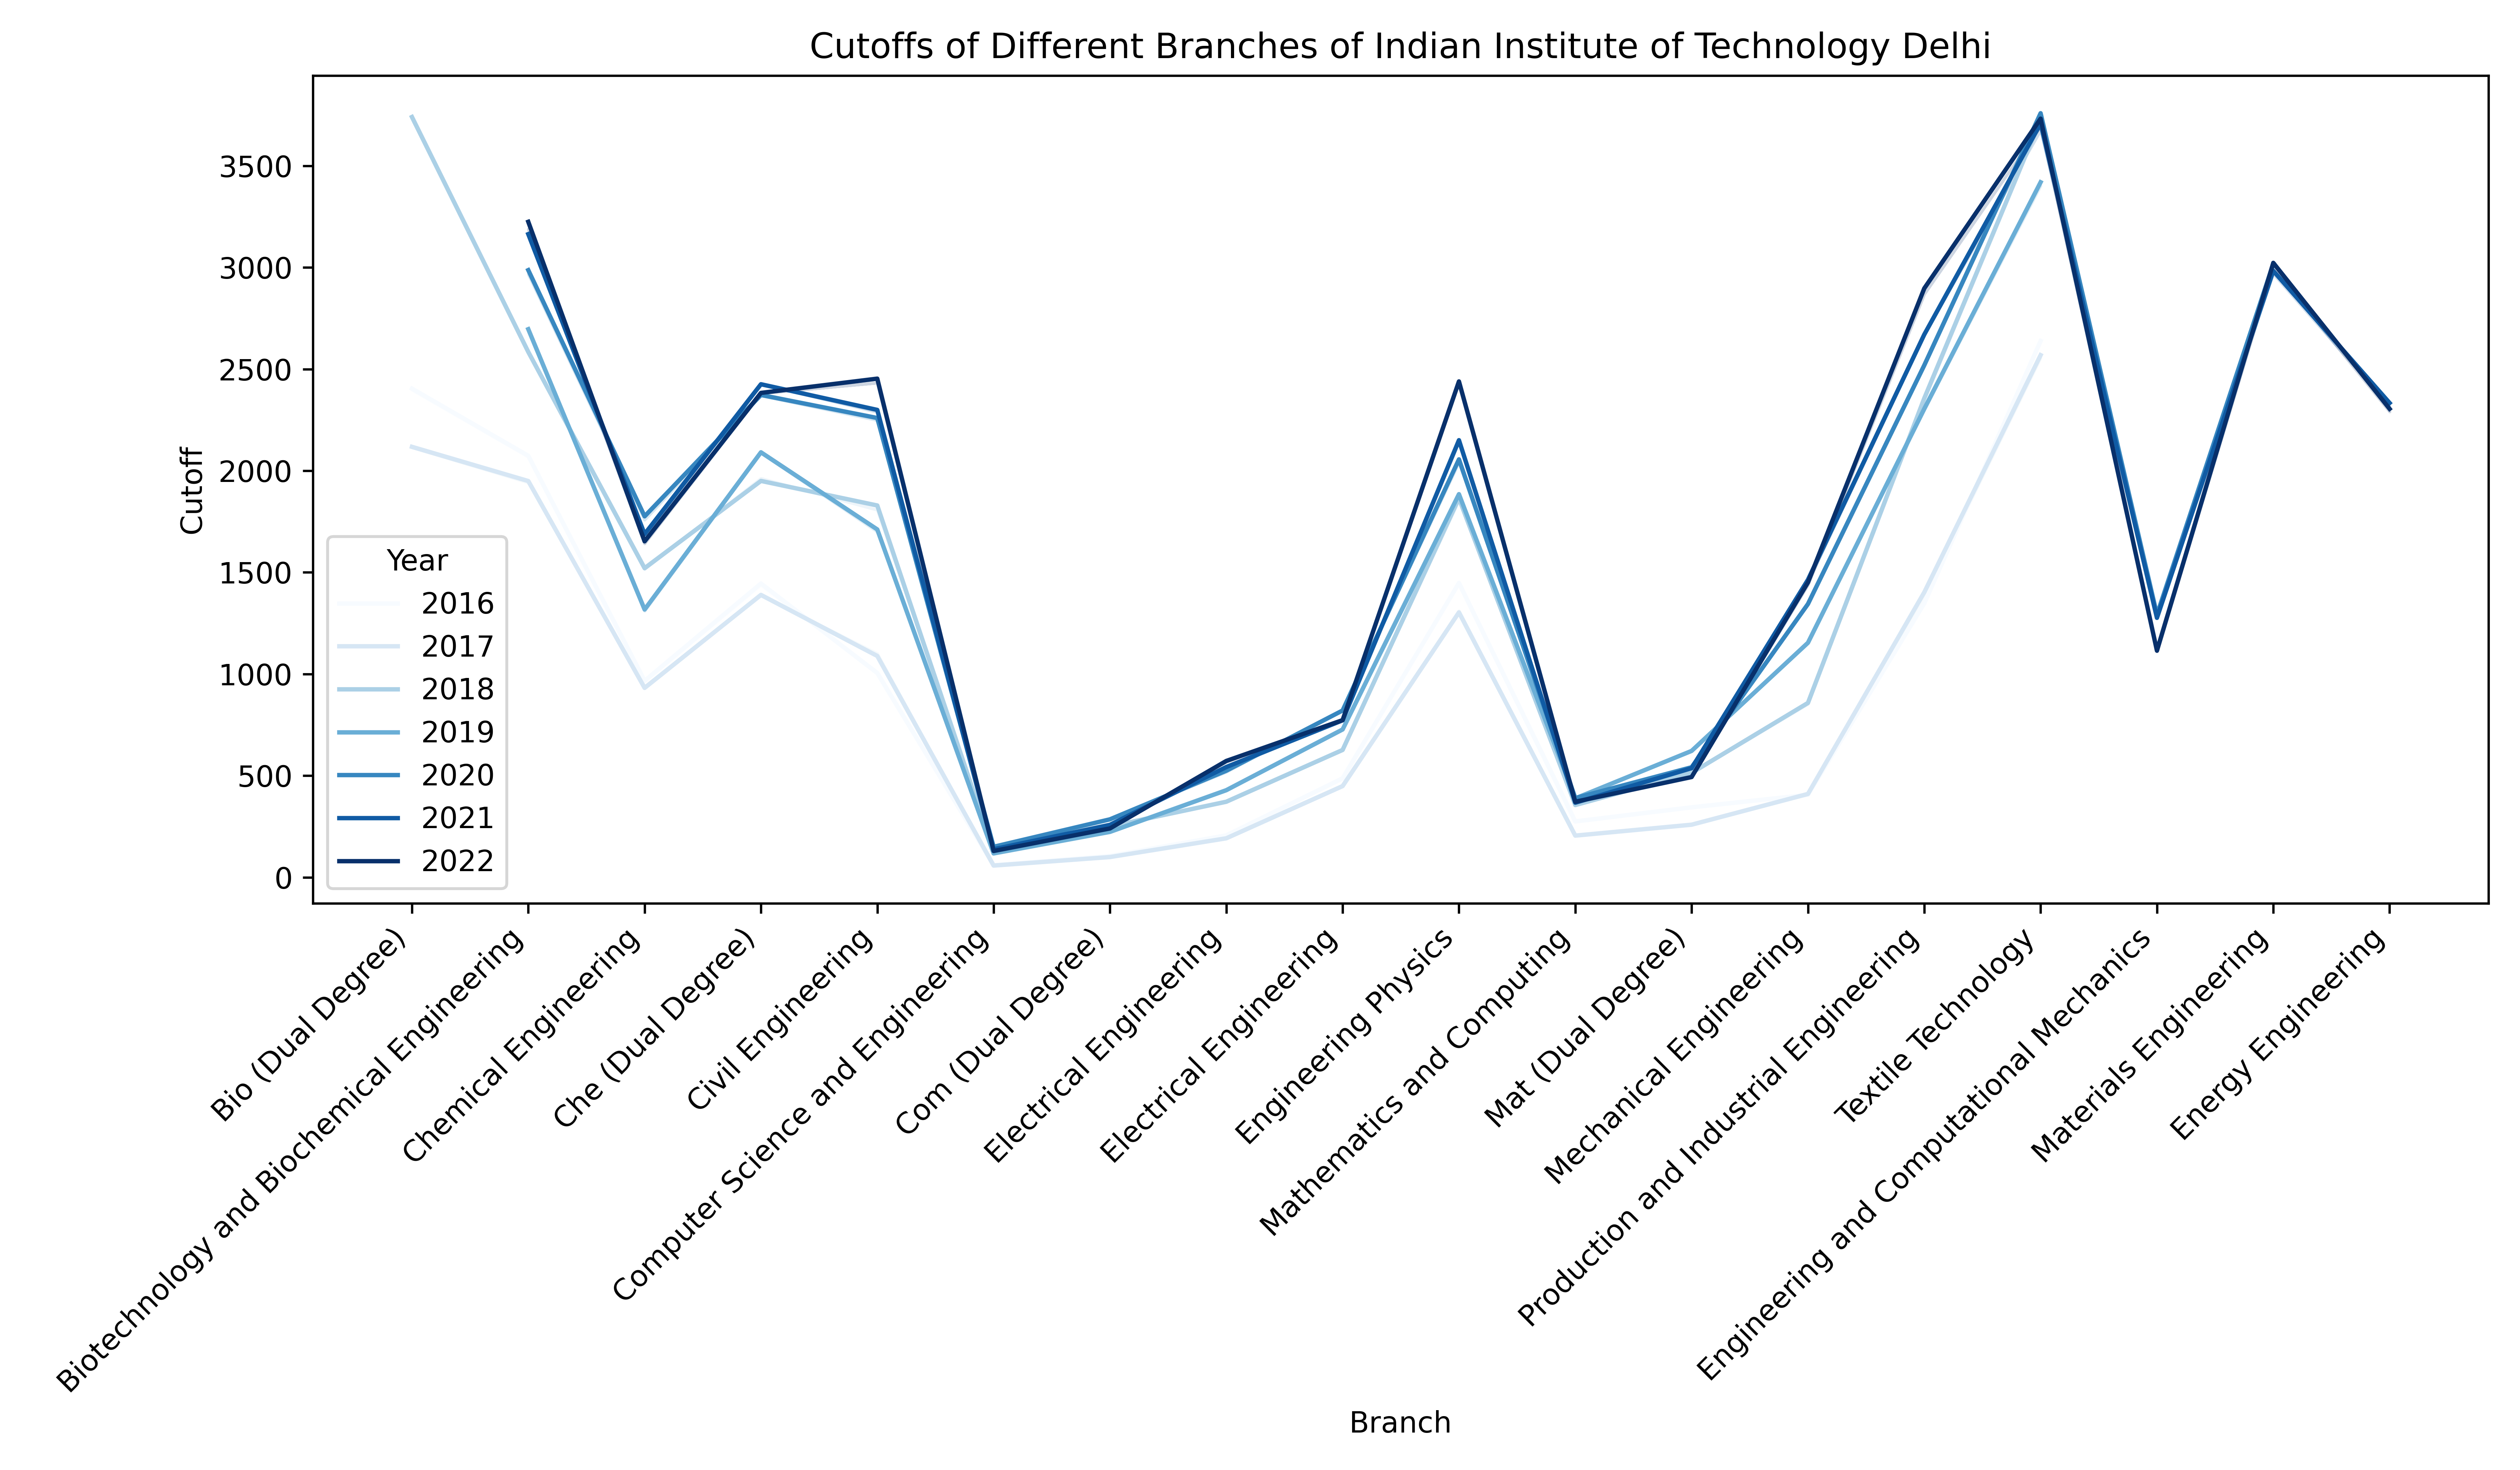 Cutoffs of Different Branches of Indian Institute of Technology Delhi
Cutoff
3500
3000
2500
2000
1500
1000
500
0
Year
2016
2017
2018
2019
2020
2021
2022
Bio (Dual Degree)
Biotechnology and Biochemical Engineering
Chemical Engineering
Che (Dual Degree)
Civil Engineering
Computer Science and Engineering
Com (Dual Degree)
Electrical Engineering
Electrical Engineering
Engineering Physics
Mathematics and Computing
Mat (Dual Degree)
Mechanical Engineering
Production and Industrial Engineering
Textile Technology
Engineering and Computational Mechanics
Materials Engineering
Energy Engineering
Branch